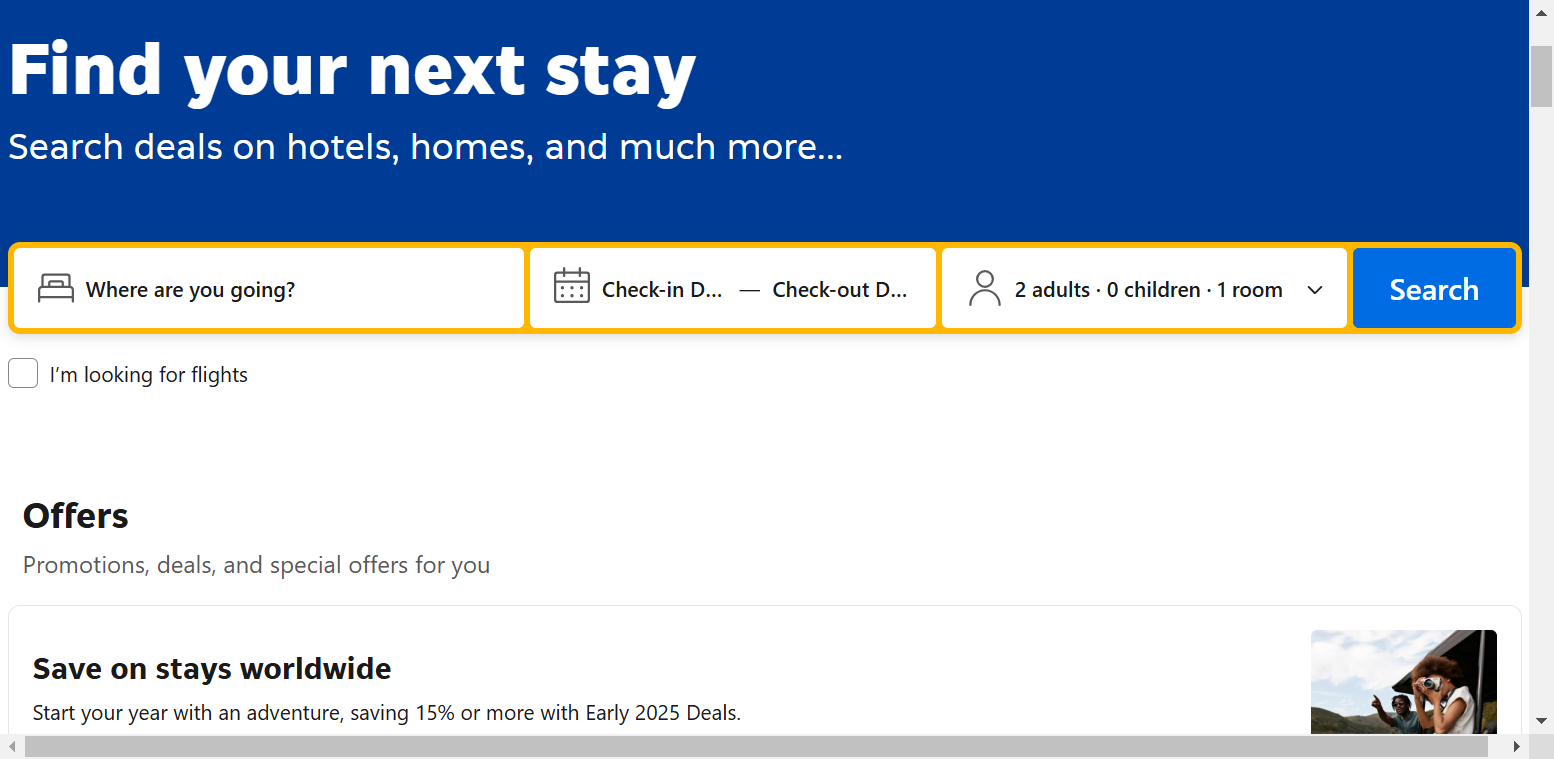 Find your next stay
Search deals on hotels, homes, and much more...
Where are you going?
Check-in D... — Check-out D...
2 adults · 0 children · 1 room
Search
I’m looking for flights
Offers
Promotions, deals, and special offers for you
Save on stays worldwide
Start your year with an adventure, saving 15% or more with Early 2025 Deals.